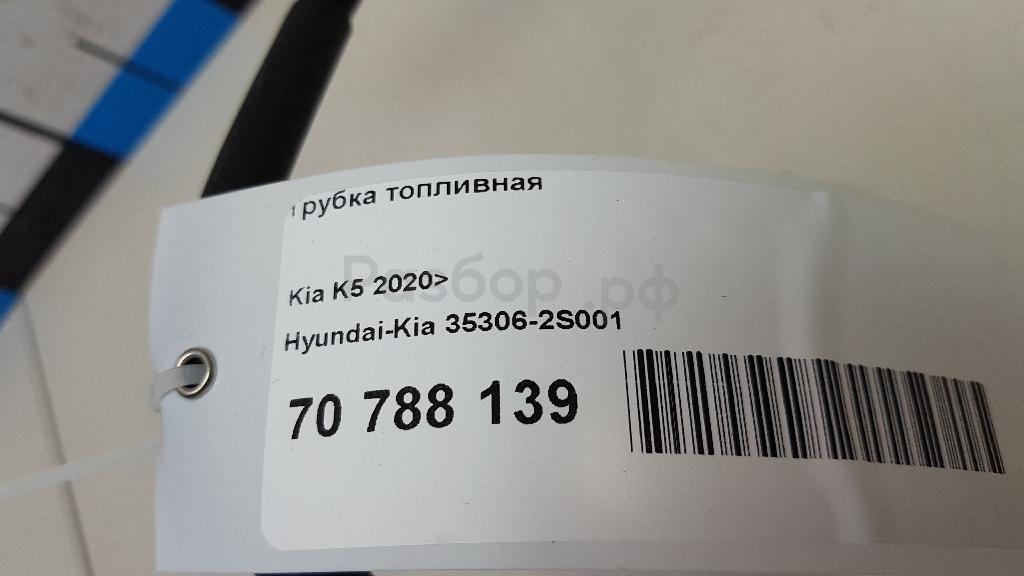 Трубка топливная
Kia K5 2020>
Разбор.рф
Hyundai-Kia 35306-2S001
70 788 139